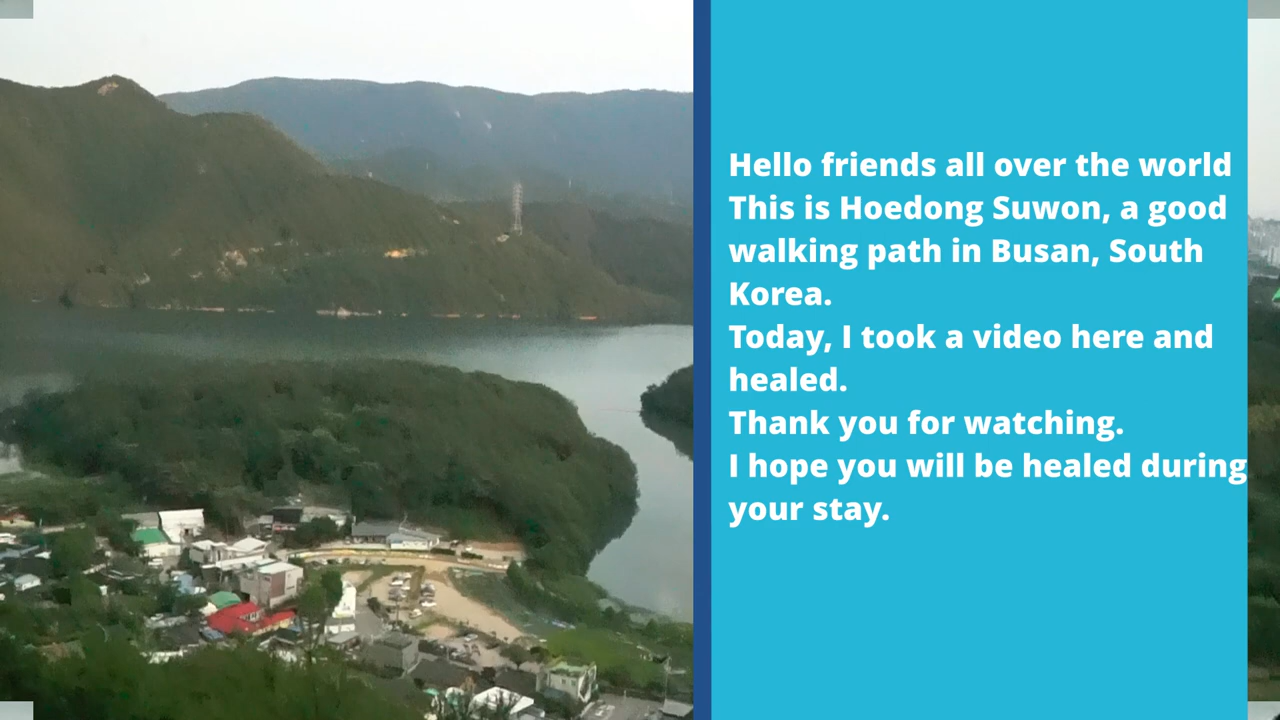 Hello friends all over the world
This is Hoedong Suwon, a good
walking path in Busan, South
Korea.
Today, I took a video here and
healed.
Thank you for watching.
I hope you will be healed during
your stay.